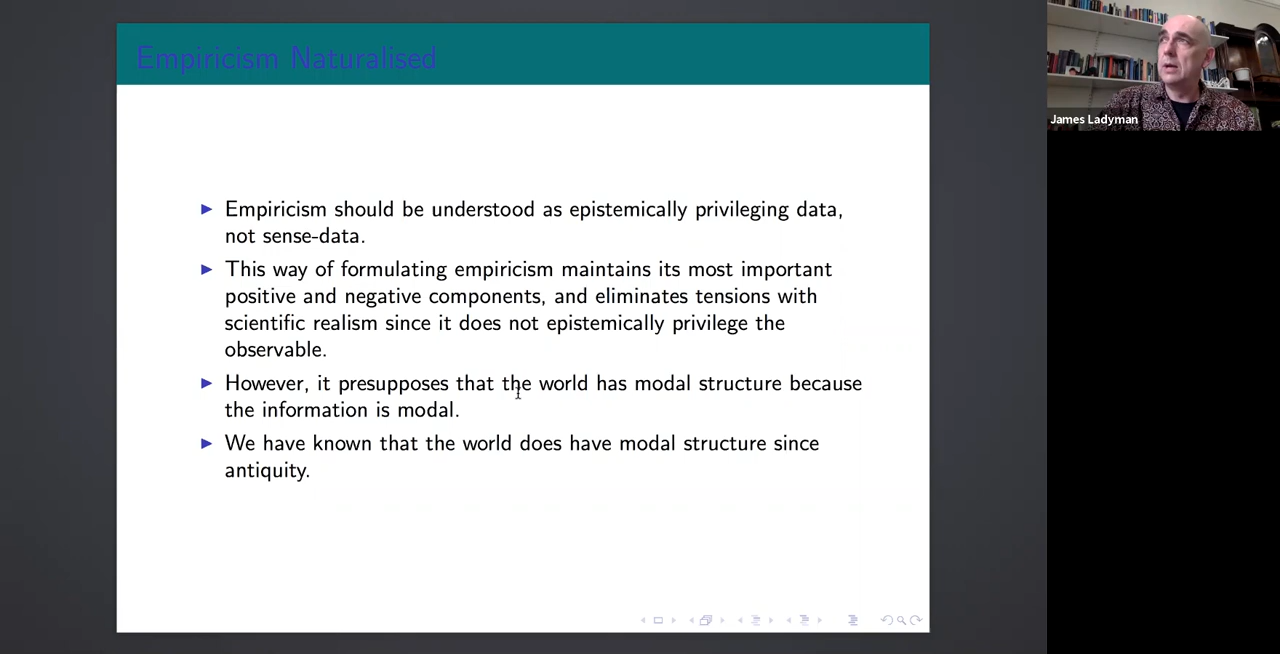 Empiricism Naturalised
Empiricism should be understood as epistemically privileging data,
not sense-data.
This way of formulating empiricism maintains its most important
positive and negative components, and eliminates tensions with
scientific realism since it does not epistemically privilege the
observable.
However, it presupposes that the world has modal structure because
the information is modal.
We have known that the world does have modal structure since
antiquity.
James Ladyman